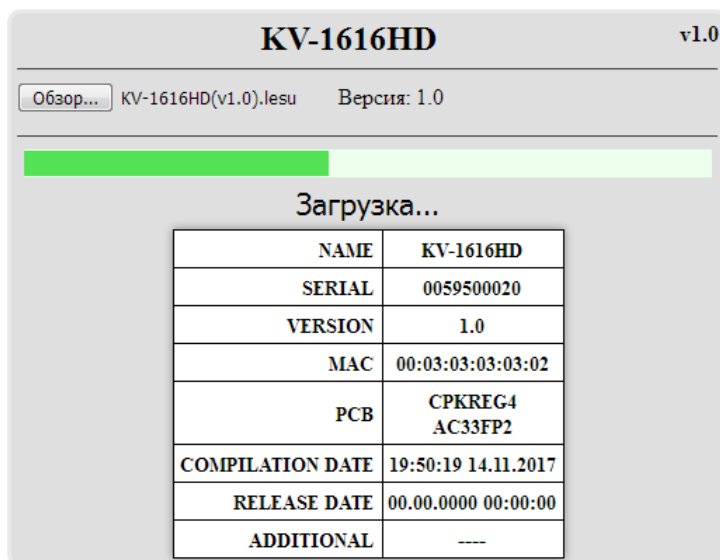 KV-1616HD v1.0
Обзор... KV-1616HD(v1.0).lesu Версия: 1.0
Загрузка...
NAME KV-1616HD
SERIAL 0059500020
VERSION 1.0
MAC 00:03:03:03:03:02
PCB CPKREG4
AC33FP2
COMPILATION DATE 19:50:19 14.11.2017
RELEASE DATE 00.00.0000 00:00:00
ADDITIONAL ----